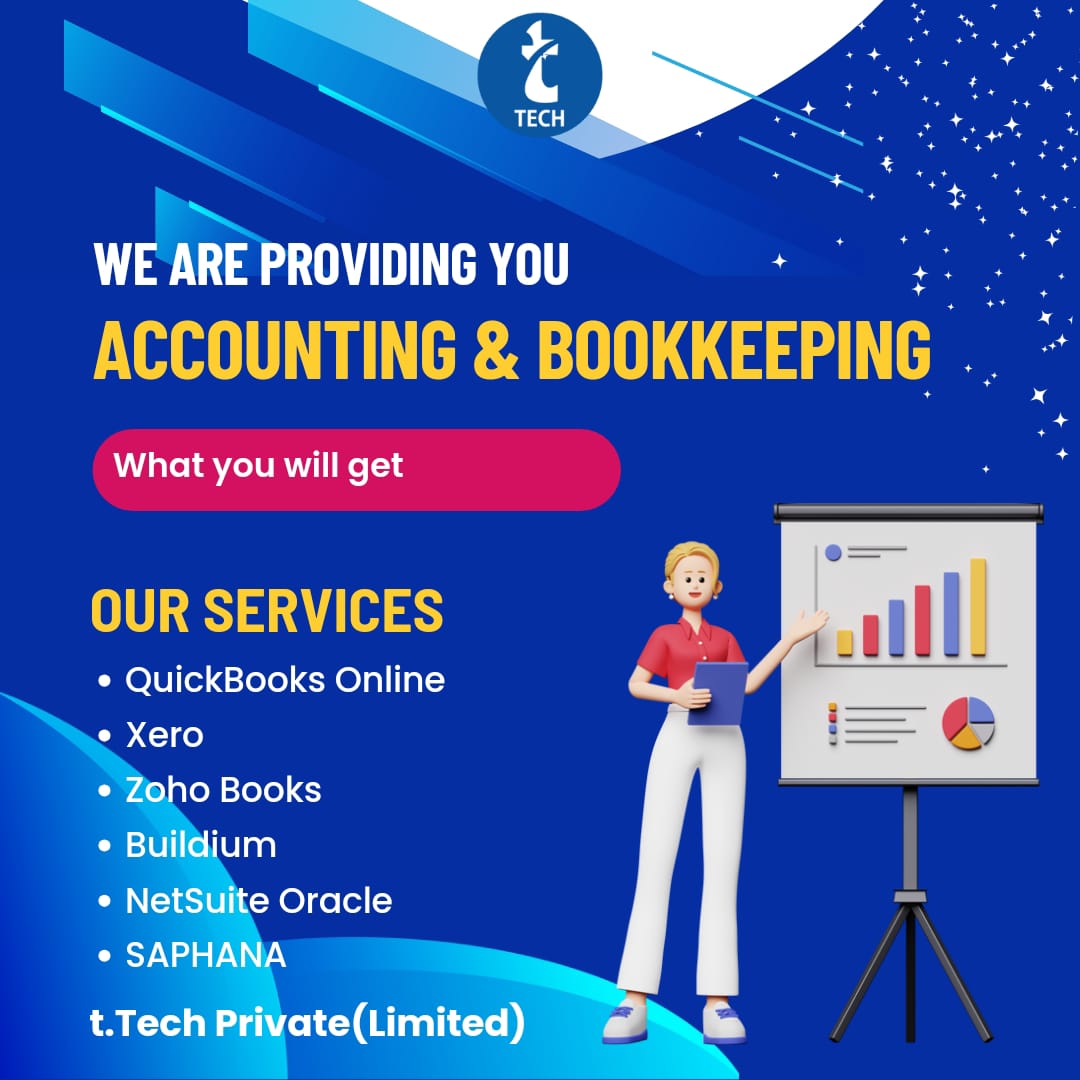 TECH
WE ARE PROVIDING YOU
ACCOUNTING & BOOKKEEPING
What you will get
OUR SERVICES
• QuickBooks Online
• Xero
• Zoho Books
• Buildium
• NetSuite Oracle
• SAPHANA
t.Tech Private(Limited)